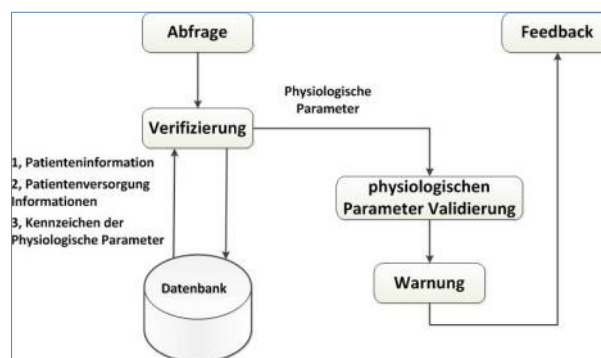 Abfrage
Feedback
Physiologische
Parameter
Verifizierung
1, Patienteninformation
2, Patientenversorgung
Informationen
3, Kennzeichen der
Physiologische Parameter
physiologischen
Parameter Validierung
Datenbank
Warnung